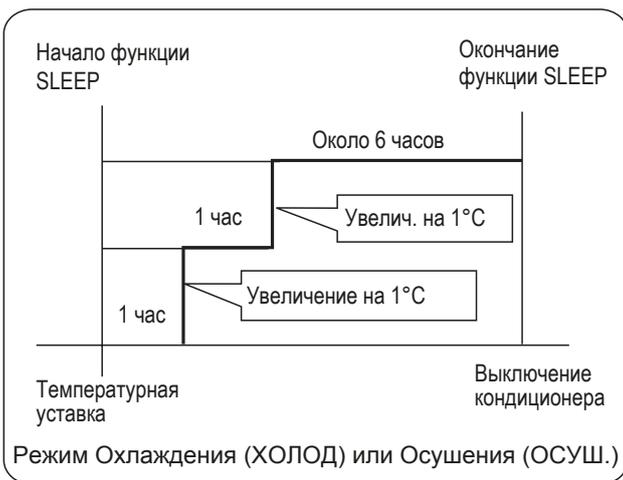 Начало функции
SLEEP
Окончание
функции SLEEP
Около 6 часов
1 час
Увелич. на 1°C
Увеличение на 1°C
1 час
Температурная
уставка
Выключение
кондиционера
Режим Охлаждения (ХОЛОД) или Осушения (ОСУШ.)